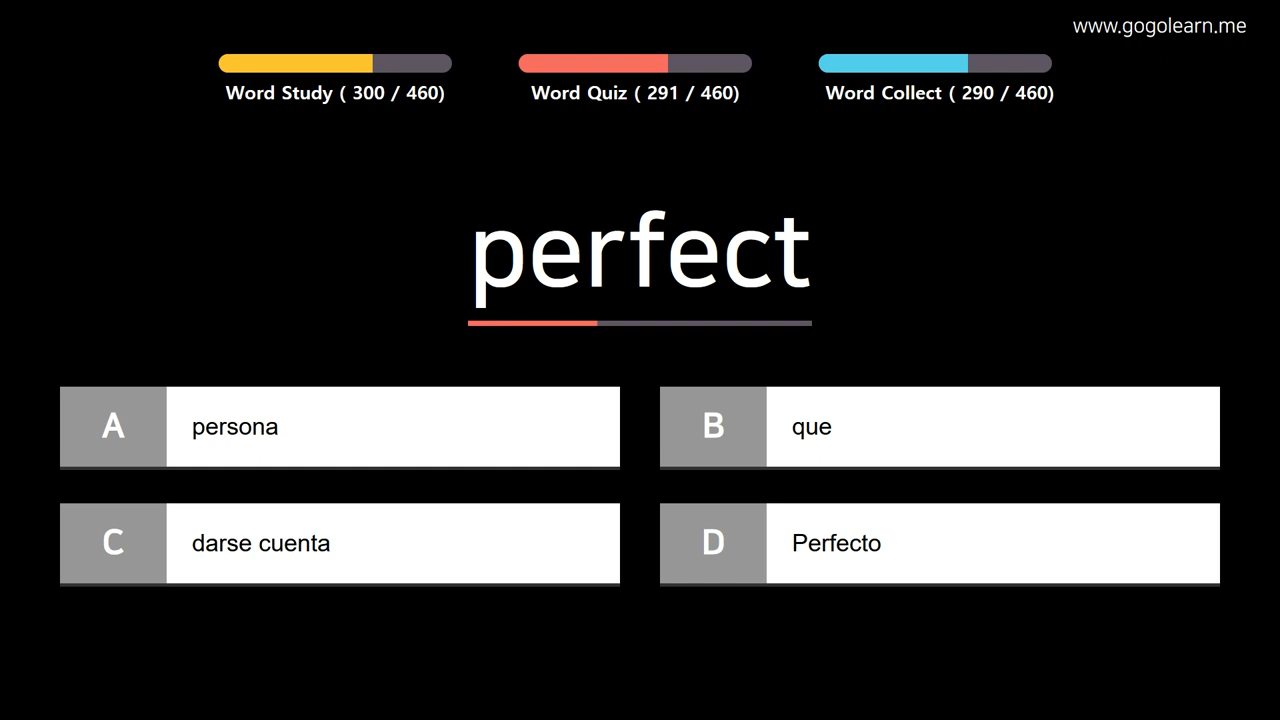 www.gogolearn.me
Word Study ( 300 / 460)
Word Quiz ( 291 / 460)
Word Collect ( 290 / 460)
perfect
A persona
B que
C darse cuenta
D Perfecto